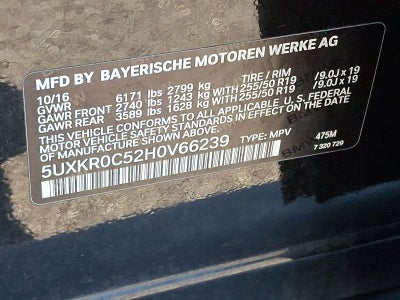 MFD BY BAYERISCHE MOTOREN WERKE AG
10/16 TIRE / RIM
GVWR 6171 lbs 2799 kg
GAWR FRONT 2740 lbs 1243 kg W/ 255/50 R19 /9.0J x 19
GAWR REAR 3589 lbs 1628 kg W/ 255/50 R19 /9.0J x 19
THIS VEHICLE CONFORMS TO ALL APPLICABLE U.S. FEDERAL
MOTOR VEHICLE SAFETY STANDARDS IN EFFECT
ON THE DATE OF MANUFACTURE SHOWN ABOVE.
5UXKR0C52H0V66239 TYPE: MPV 475M
7 320 729